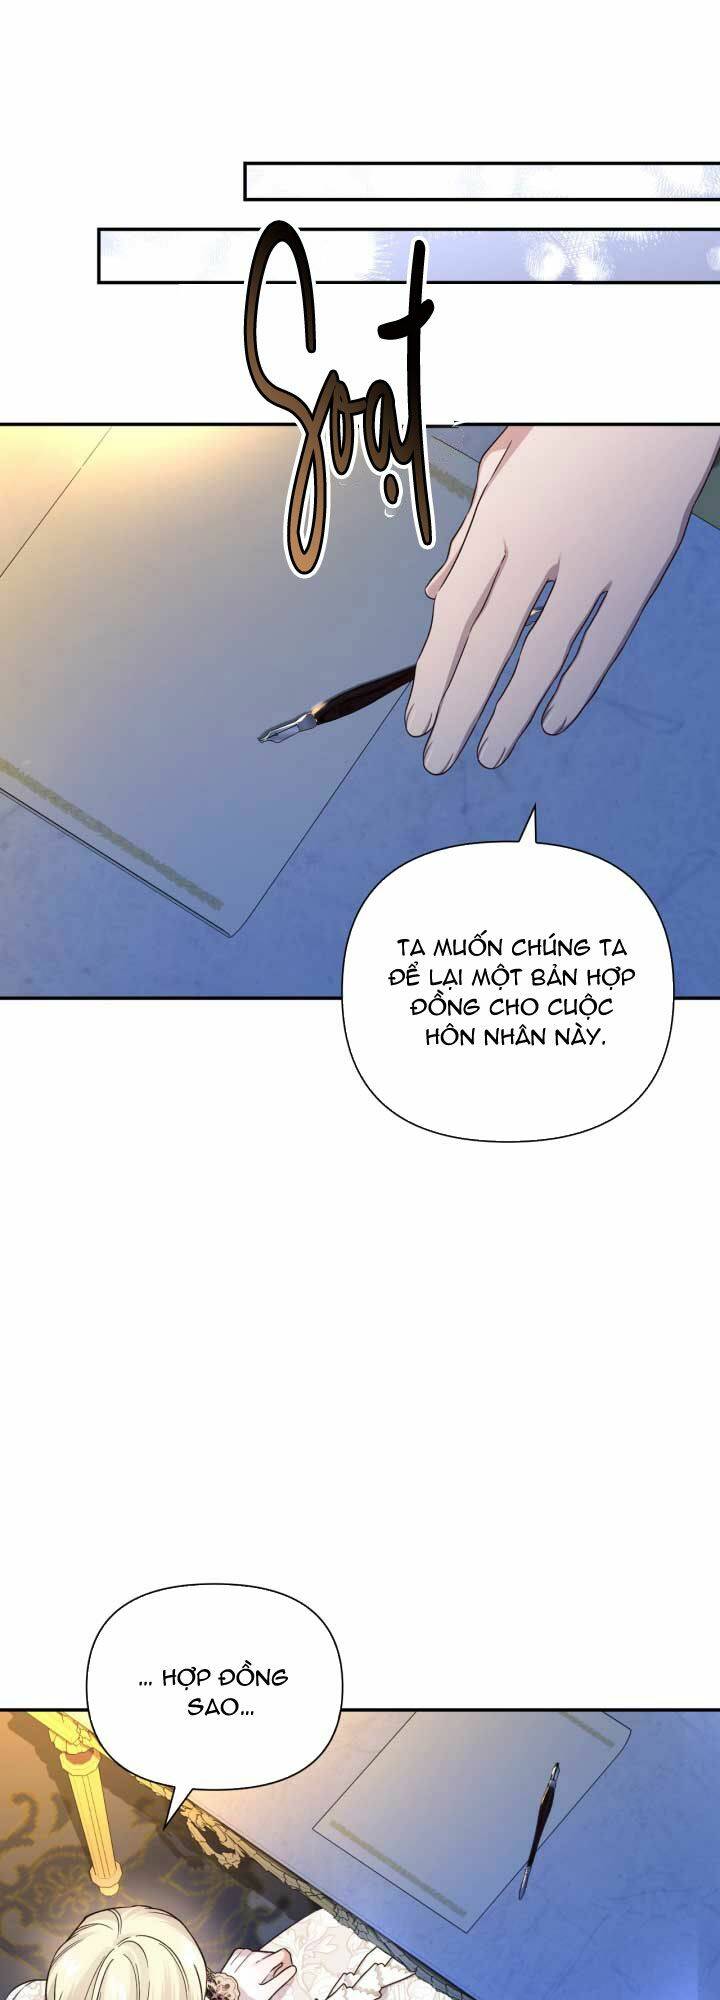 Soạt
TA MUỐN CHÚNG TA
ĐỂ LẠI MỘT BẢN HỢP
ĐỒNG CHO CUỘC
HÔN NHÂN NÀY.
... HỢP ĐỒNG
SAO...